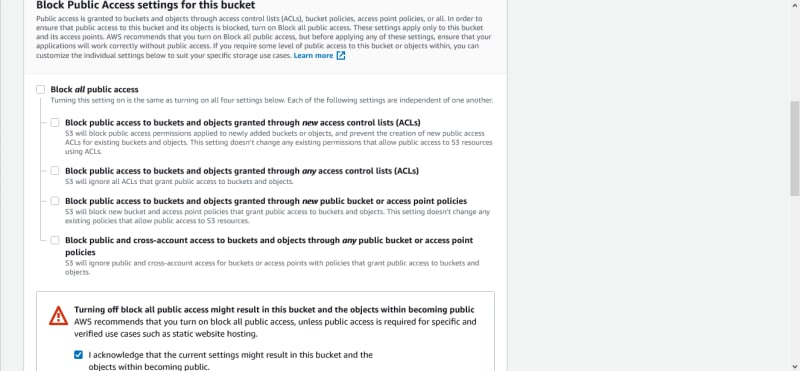 Block Public Access settings for this bucket
Public access is granted to buckets and objects through access control lists (ACLs), bucket policies, access point policies, or all. In order to
ensure that public access to this bucket and its objects is blocked, turn on Block all public access. These settings apply only to this bucket
and its access points. AWS recommends that you turn on Block all public access, but before applying any of these settings, ensure that your
applications will work correctly without public access. If you require some level of public access to this bucket or objects within, you can
customize the individual settings below to suit your specific storage use cases. Learn more
Block all public access
Turning this setting on is the same as turning on all four settings below. Each of the following settings are independent of one another.
Block public access to buckets and objects granted through new access control lists (ACLs)
S3 will block public access permissions applied to newly added buckets or objects, and prevent the creation of new public access
ACLs for existing buckets and objects. This setting doesn't change any existing permissions that allow public access to S3 resources
using ACLs.
Block public access to buckets and objects granted through any access control lists (ACLs)
S3 will ignore all ACLs that grant public access to buckets and objects.
Block public access to buckets and objects granted through new public bucket or access point policies
S3 will block new bucket and access point policies that grant public access to buckets and objects. This setting doesn't change any
existing policies that allow public access to S3 resources.
Block public and cross-account access to buckets and objects through any public bucket or access point
policies
S3 will ignore public and cross-account access for buckets or access points with policies that grant public access to buckets and
objects.
Turning off block all public access might result in this bucket and the objects within becoming public
AWS recommends that you turn on block all public access, unless public access is required for specific and
verified use cases such as static website hosting.
I acknowledge that the current settings might result in this bucket and the
objects within becoming public.